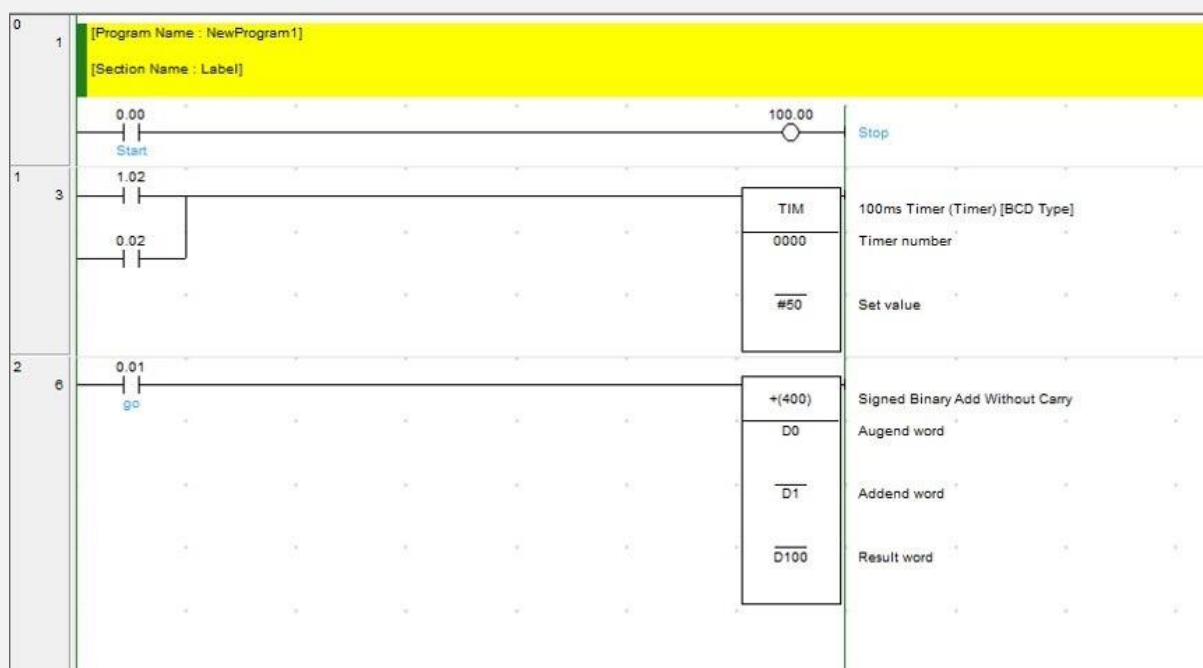 0
1
[Program Name : NewProgram1]
[Section Name : Label]
0.00
100.00
Start
Stop
1
3
1.02
TIM
100ms Timer (Timer) [BCD Type]
0.02
0000
Timer number
#50
Set value
2
6
0.01
go
+(400)
Signed Binary Add Without Carry
D0
Augend word
D1
Addend word
D100
Result word